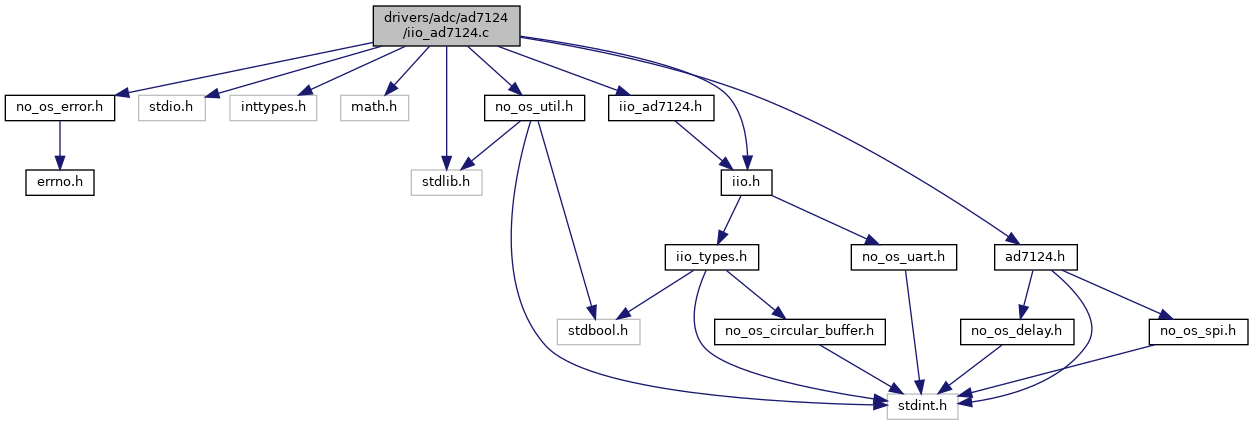 drivers/adc/ad7124
/iio_ad7124.c
no_os_error.h
stdio.h
inttypes.h
math.h
no_os_util.h
iio_ad7124.h
errno.h
stdlib.h
iio.h
iio_types.h
no_os_uart.h
ad7124.h
stdbool.h
no_os_circular_buffer.h
no_os_delay.h
no_os_spi.h
stdint.h